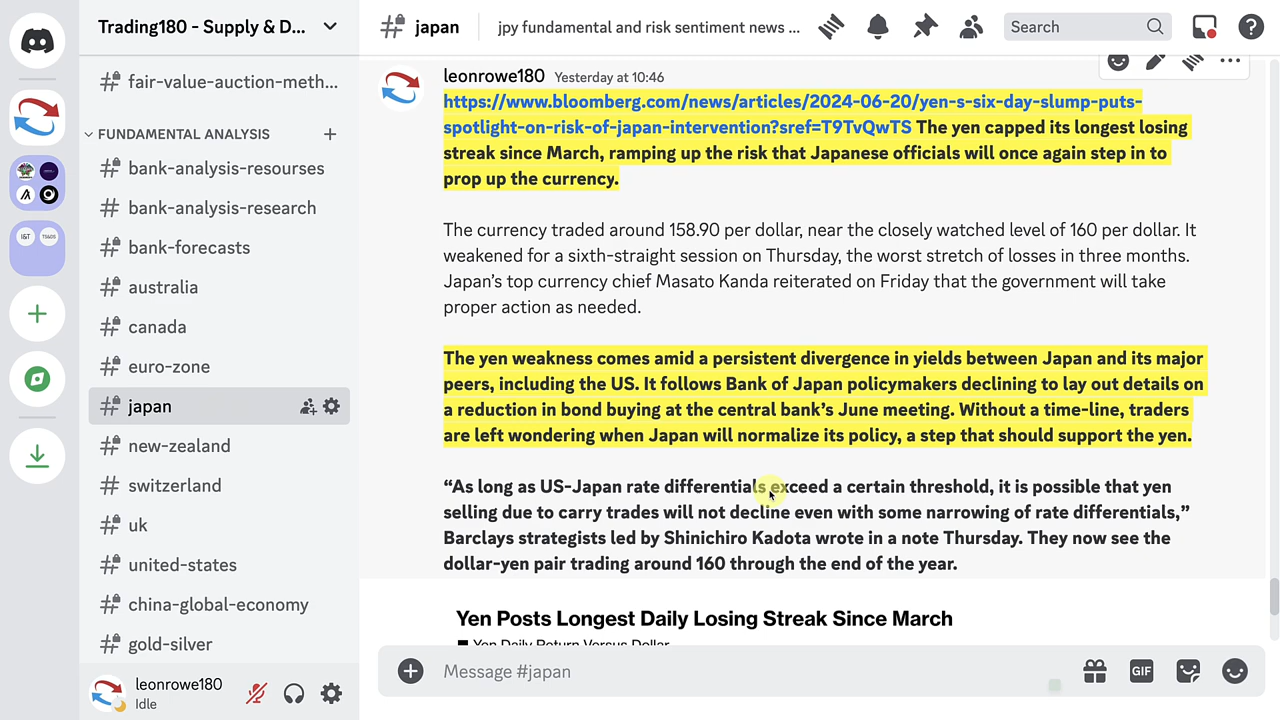 Trading180 - Supply & D...
fair-value-auction-meth...
FUNDAMENTAL ANALYSIS
bank-analysis-resourses
bank-analysis-research
bank-forecasts
australia
canada
euro-zone
japan
new-zealand
switzerland
uk
united-states
china-global-economy
gold-silver
leonrowe180
Idle
japan
jpy fundamental and risk sentiment news ...
Search
leonrowe180 Yesterday at 10:46
https://www.bloomberg.com/news/articles/2024-06-20/yen-s-six-day-slump-puts-
spotlight-on-risk-of-japan-intervention?sref=T9TvQwTS The yen capped its longest losing
streak since March, ramping up the risk that Japanese officials will once again step in to
prop up the currency.
The currency traded around 158.90 per dollar, near the closely watched level of 160 per dollar. It
weakened for a sixth-straight session on Thursday, the worst stretch of losses in three months.
Japan's top currency chief Masato Kanda reiterated on Friday that the government will take
proper action as needed.
The yen weakness comes amid a persistent divergence in yields between Japan and its major
peers, including the US. It follows Bank of Japan policymakers declining to lay out details on
a reduction in bond buying at the central bank's June meeting. Without a time-line, traders
are left wondering when Japan will normalize its policy, a step that should support the yen.
“As long as US-Japan rate differentials exceed a certain threshold, it is possible that yen
selling due to carry trades will not decline even with some narrowing of rate differentials,”
Barclays strategists led by Shinichiro Kadota wrote in a note Thursday. They now see the
dollar-yen pair trading around 160 through the end of the year.
Yen Posts Longest Daily Losing Streak Since March
Yen Daily Return Versus Dollar
Message #japan
GIF